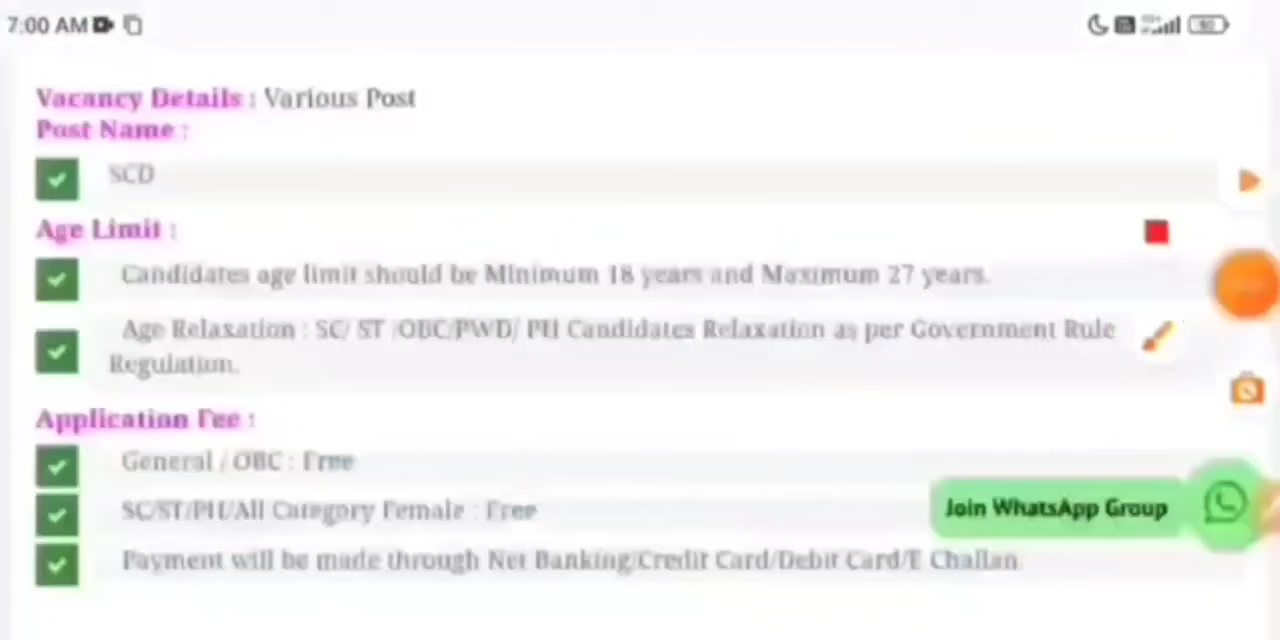 7:00 AM
Vacancy Details : Various Post
Post Name :
SCD
Age Limit :
Candidates age limit should be Minimum 18 years and Maximum 27 years.
Age Relaxation : SC/ ST /OBC/PWD/ PH Candidates Relaxation as per Government Rule
Regulation.
Application Fee :
General / OBC : Free
SC/ST/PH/All Category Female : Free
Join WhatsApp Group
Payment will be made through Net Banking/Credit Card/Debit Card/E Challan.